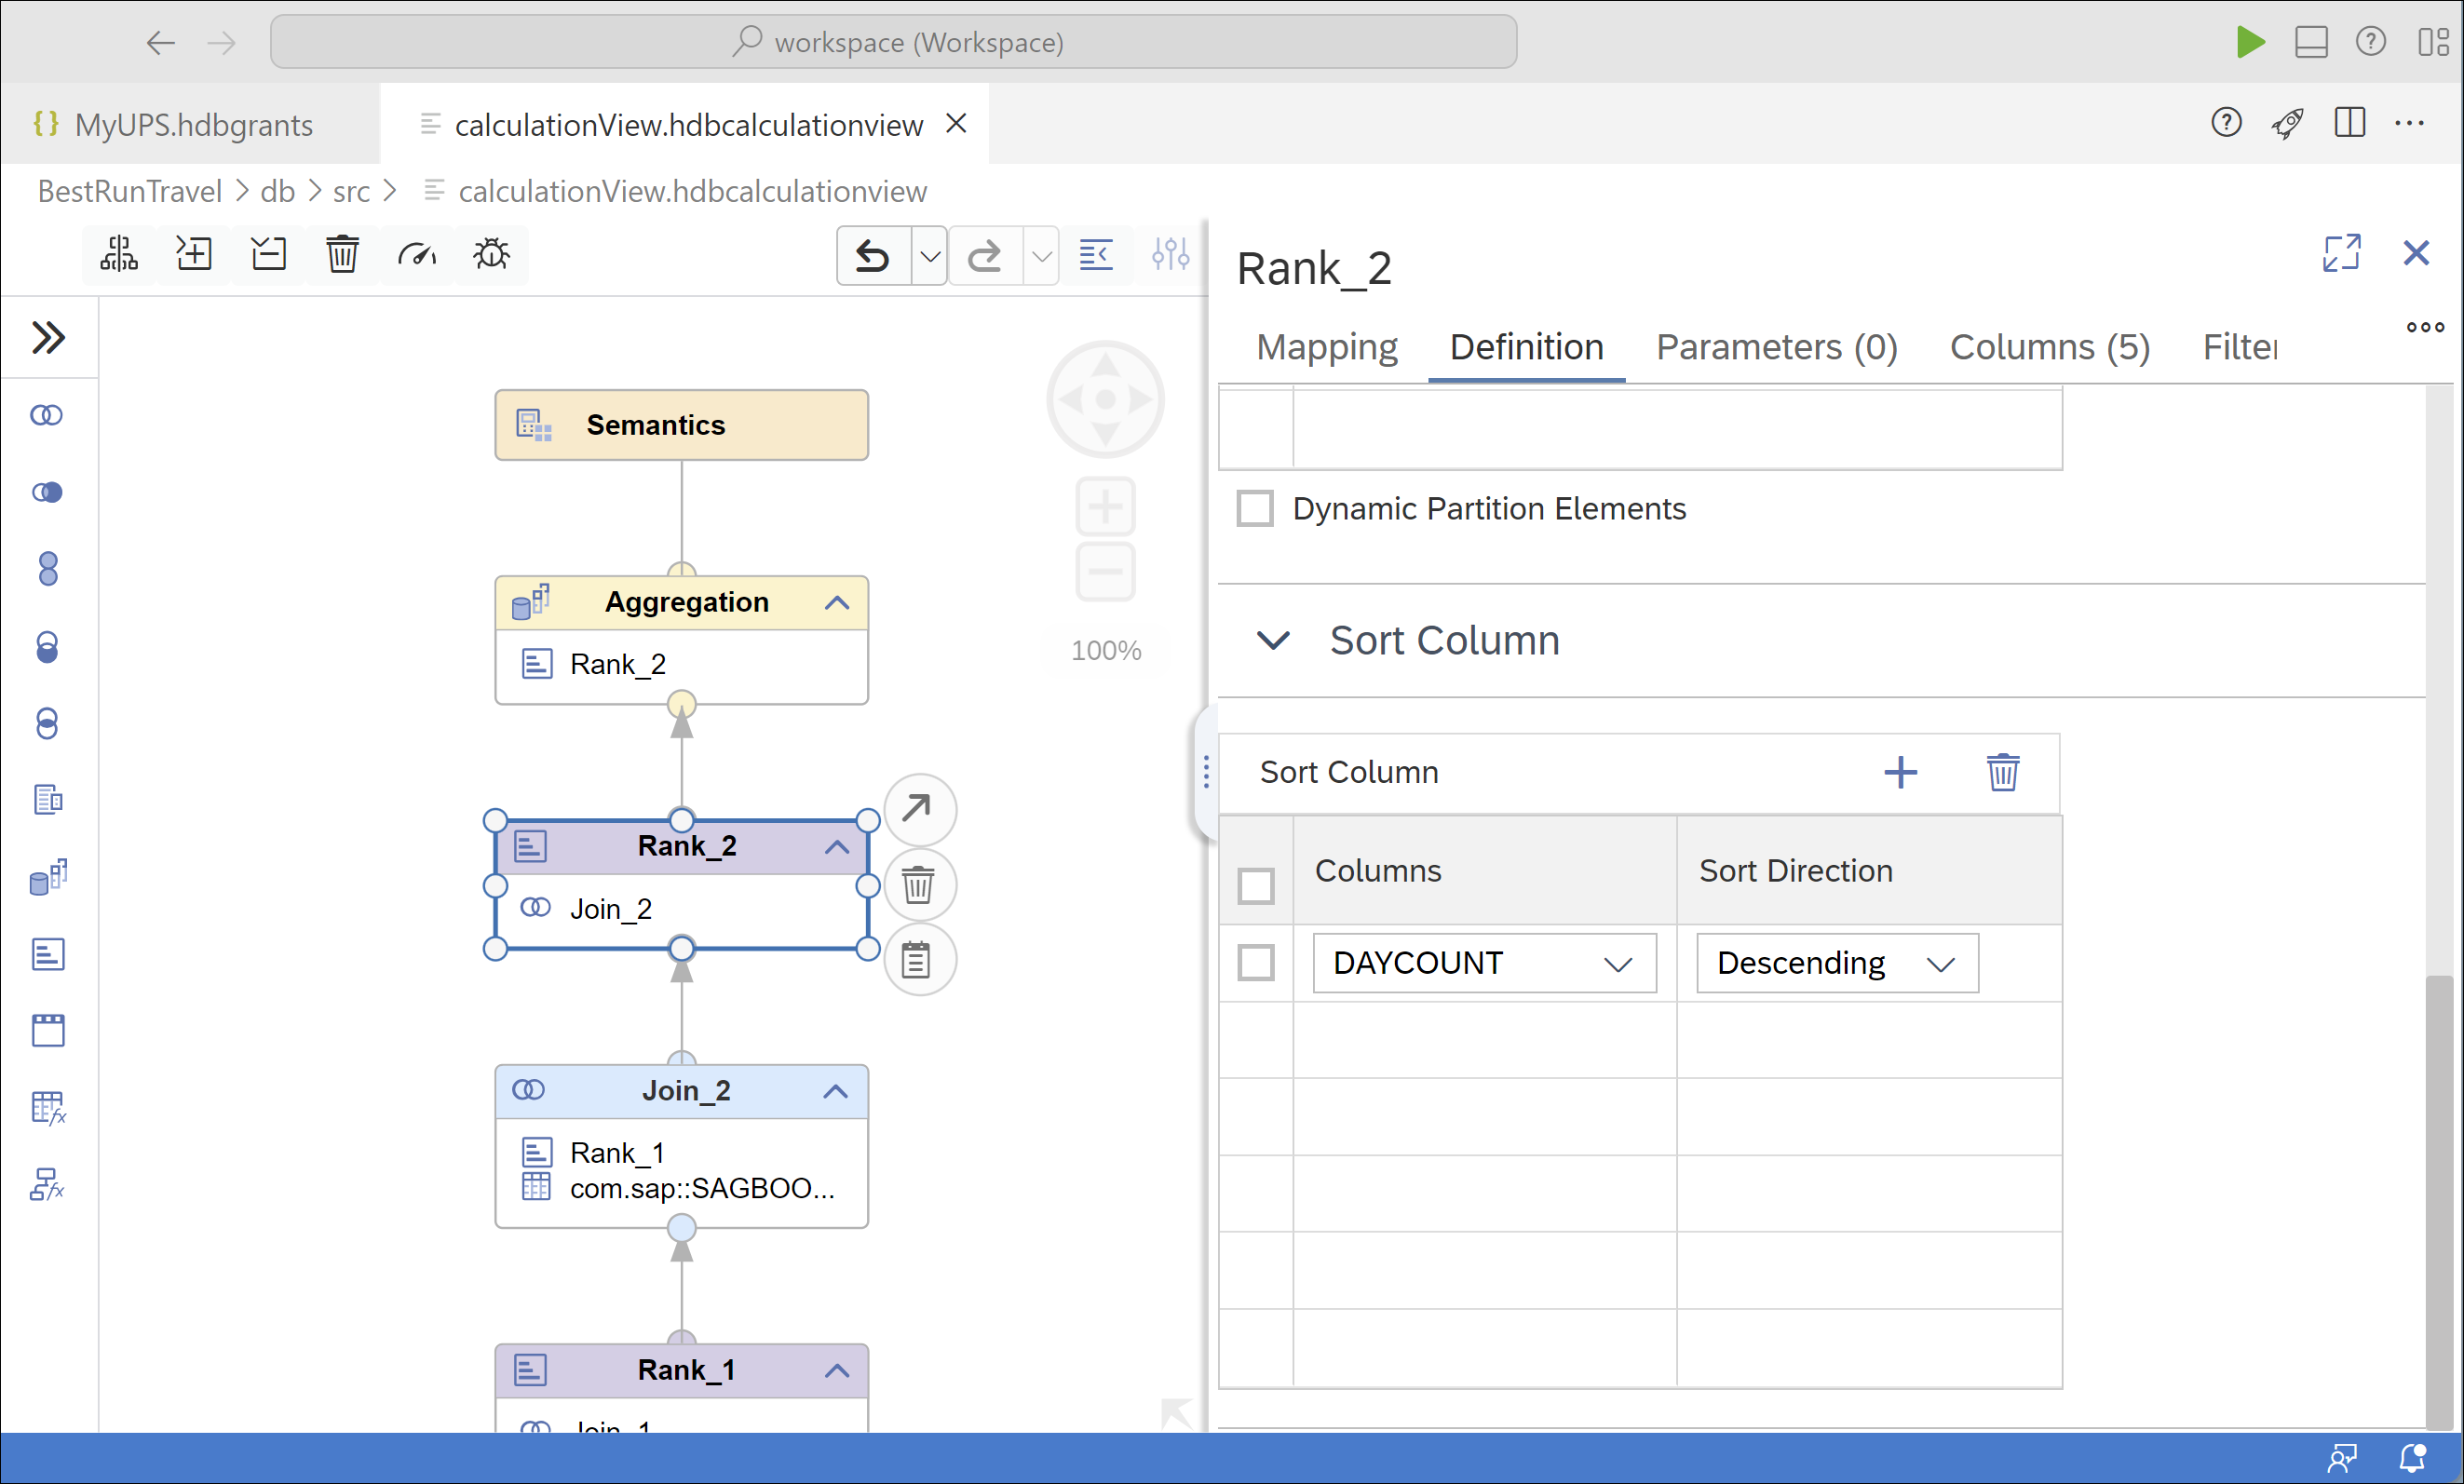 workspace (Workspace)
{} MyUPS.hdbgrants
calculationView.hdbcalculationview
BestRunTravel > db > src > calculationView.hdbcalculationview
Semantics
Aggregation
Rank_2
100%
Rank_2
Join_2
Join_2
Rank_1
com.sap::SAGBOO...
Rank_1
Join_1
Rank_2
Mapping Definition Parameters (0) Columns (5) Filter
Dynamic Partition Elements
Sort Column
Sort Column
Columns Sort Direction
DAYCOUNT Descending